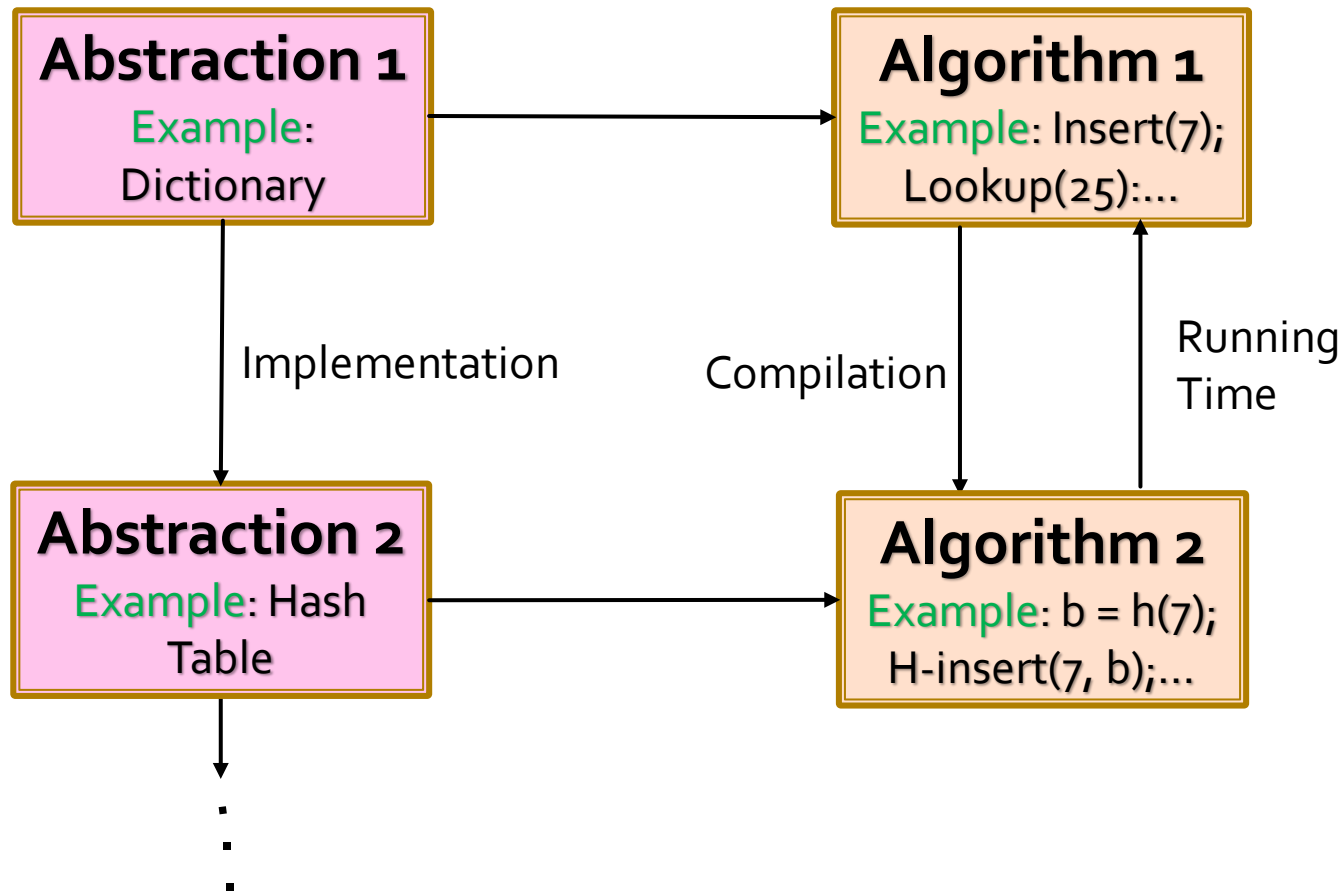 Abstraction 1
Example:
Dictionary
Algorithm 1
Example: Insert(7);
Lookup(25):...
Implementation
Compilation
Running
Time
Abstraction 2
Example: Hash
Table
Algorithm 2
Example: b = h(7);
H-insert(7, b);...